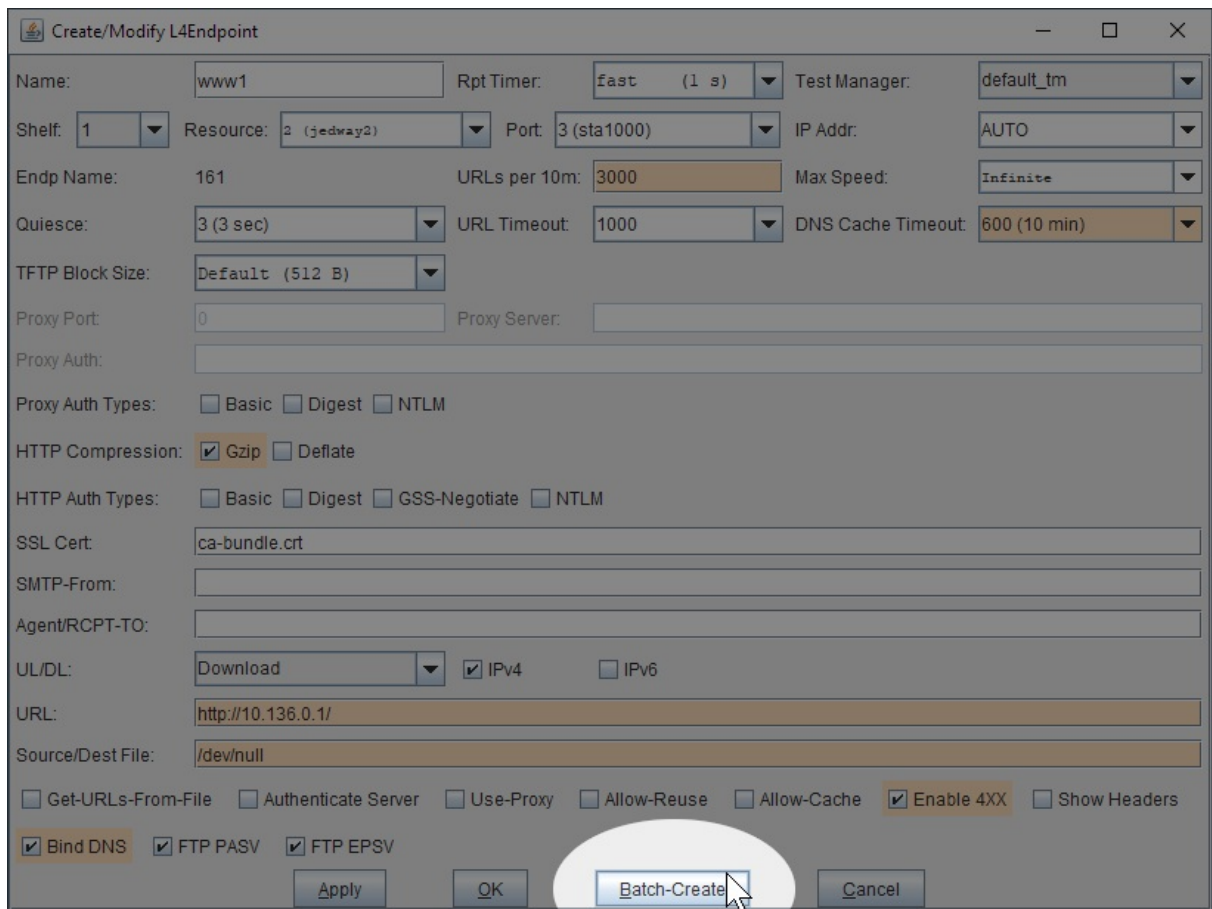 Create/Modify L4Endpoint
Name: www1 Rpt Timer: fast (1 s) Test Manager: default_tm
Shelf: 1 Resource: 2 (jedway2) Port: 3 (sta1000) IP Addr: AUTO
Endp Name: 161 URLs per 10m: 3000 Max Speed: Infinite
Quiesce: 3 (3 sec) URL Timeout: 1000 DNS Cache Timeout: 600 (10 min)
TFTP Block Size: Default (512 B)
Proxy Port: 0 Proxy Server:
Proxy Auth:
Proxy Auth Types: Basic Digest NTLM
HTTP Compression: Gzip Deflate
HTTP Auth Types: Basic Digest GSS-Negotiate NTLM
SSL Cert: ca-bundle.crt
SMTP-From:
Agent/RCPT-TO:
UL/DL: Download IPv4 IPv6
URL: http://10.136.0.1/
Source/Dest File: /dev/null
Get-URLs-From-File Authenticate Server Use-Proxy Allow-Reuse Allow-Cache Enable 4XX Show Headers
Bind DNS FTP PASV FTP EPSV
Apply OK Batch-Create Cancel